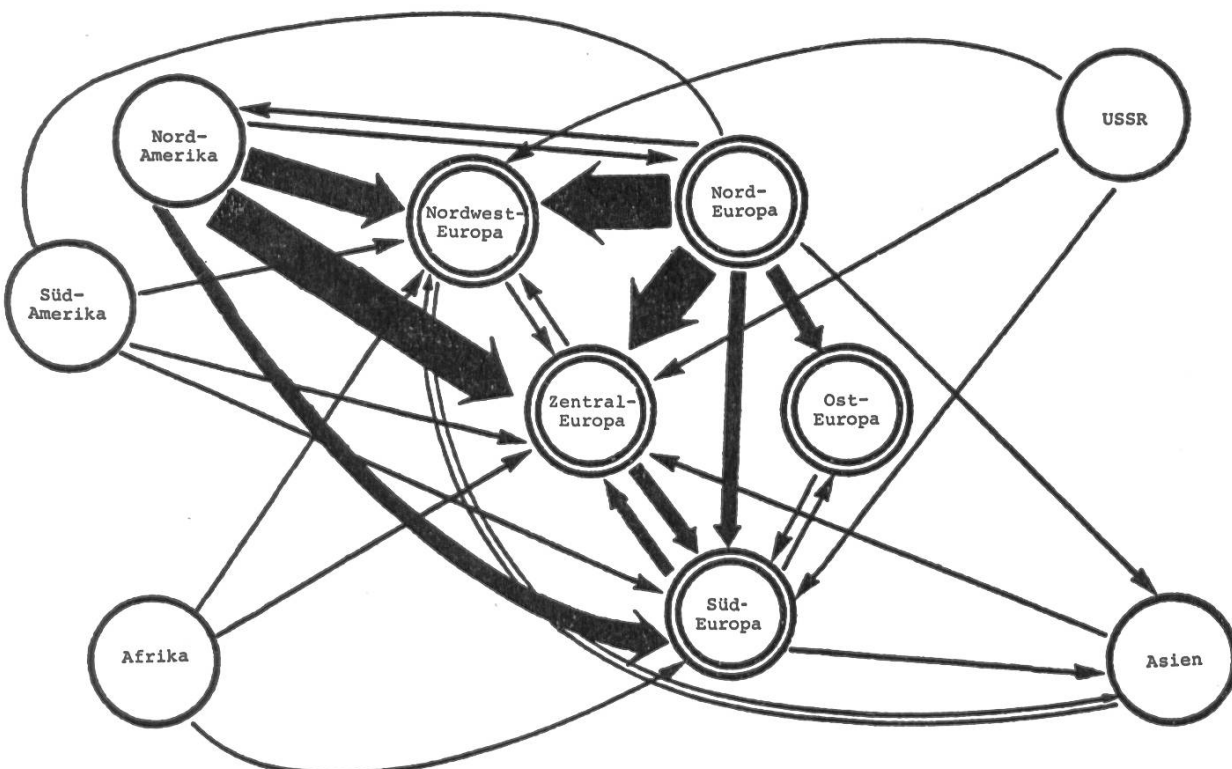 Nord-
Amerika
USSR
Nordwest-
Europa
Nord-
Europa
Süd-
Amerika
Zentral-
Europa
Ost-
Europa
Süd-
Europa
Afrika
Asien